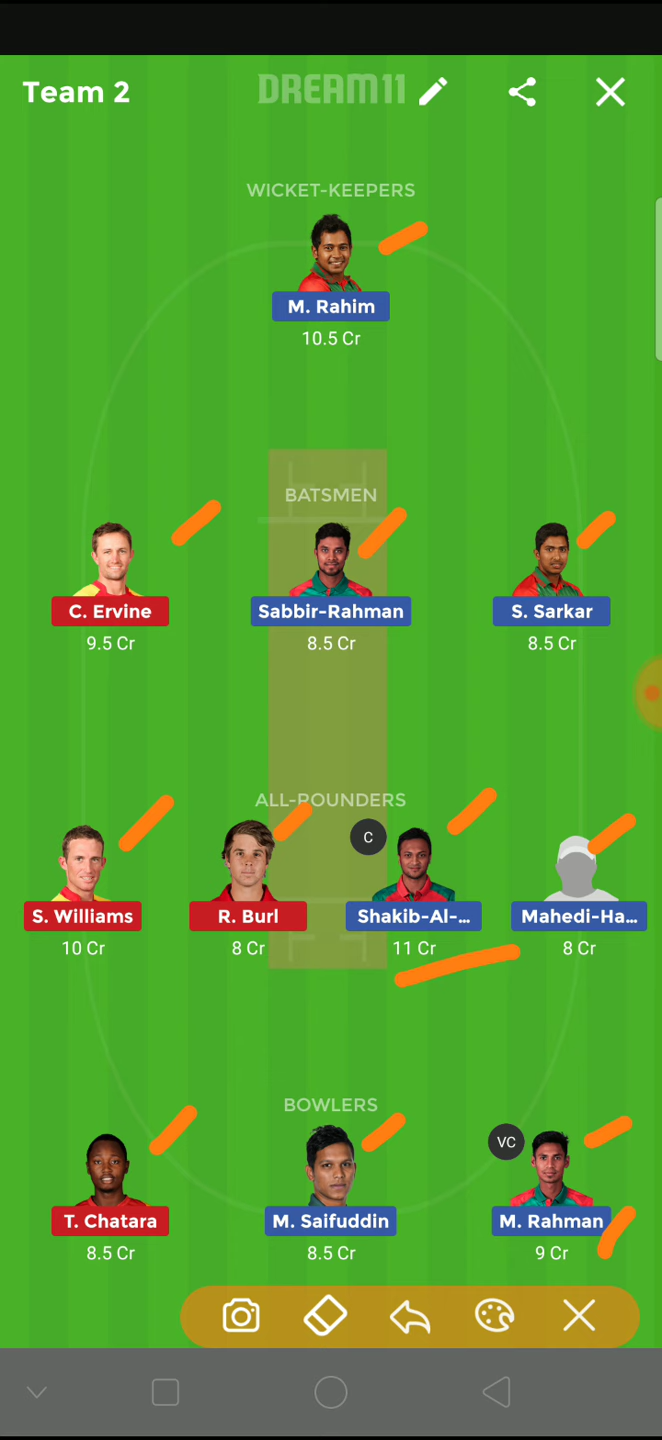 Team 2
DREAM11
WICKET-KEEPERS
M. Rahim
10.5 Cr
BATSMEN
C. Ervine
Sabbir-Rahman
S. Sarkar
9.5 Cr
8.5 Cr
8.5 Cr
ALL-POUNDERS
C
S. Williams
R. Burl
Shakib-Al-...
Mahedi-Ha...
10 Cr
8 Cr
11 Cr
8 Cr
BOWLERS
VC
T. Chatara
M. Saifuddin
M. Rahman
8.5 Cr
8.5 Cr
9 Cr